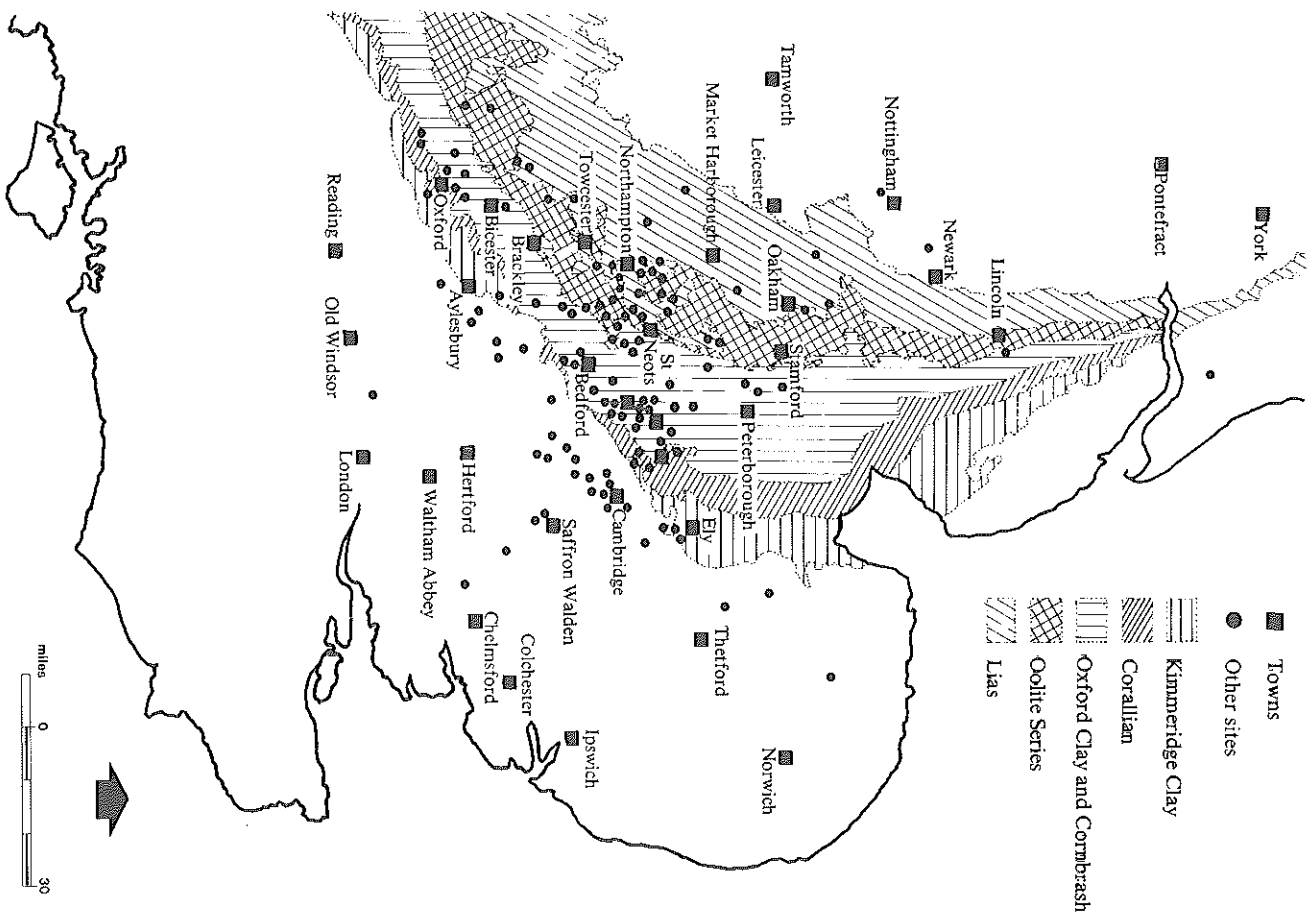 York
Pontefract
Lincoln
Newark
Nottingham
Tamworth
Leicester
Oakham
Stamford
Market Harborough
Peterborough
Northampton
St
Neots
Towcester
Bedford
Brackley
Bicester
Oxford
Aylesbury
Ely
Cambridge
Saffron Walden
Thetford
Norwich
Ipswich
Colchester
Chelmsford
Hertford
Waltham Abbey
London
Old Windsor
Reading
Towns
Other sites
Kimmeridge Clay
Corallian
Oxford Clay and Cornbrash
Oolite Series
Lias
miles
0
30